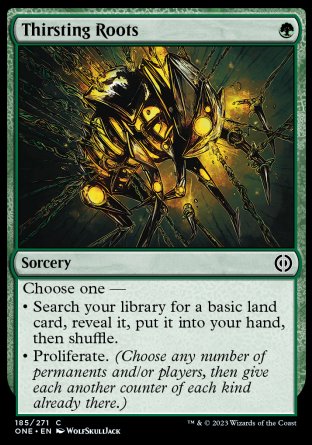 Thirsting Roots
Sorcery
Choose one —
• Search your library for a basic land
card, reveal it, put it into your hand,
then shuffle.
• Proliferate. (Choose any number of
permanents and/or players, then give
each another counter of each kind
already there.)
185/271 C
ONE • EN WolfSkullJack
™ & © 2023 Wizards of the Coast